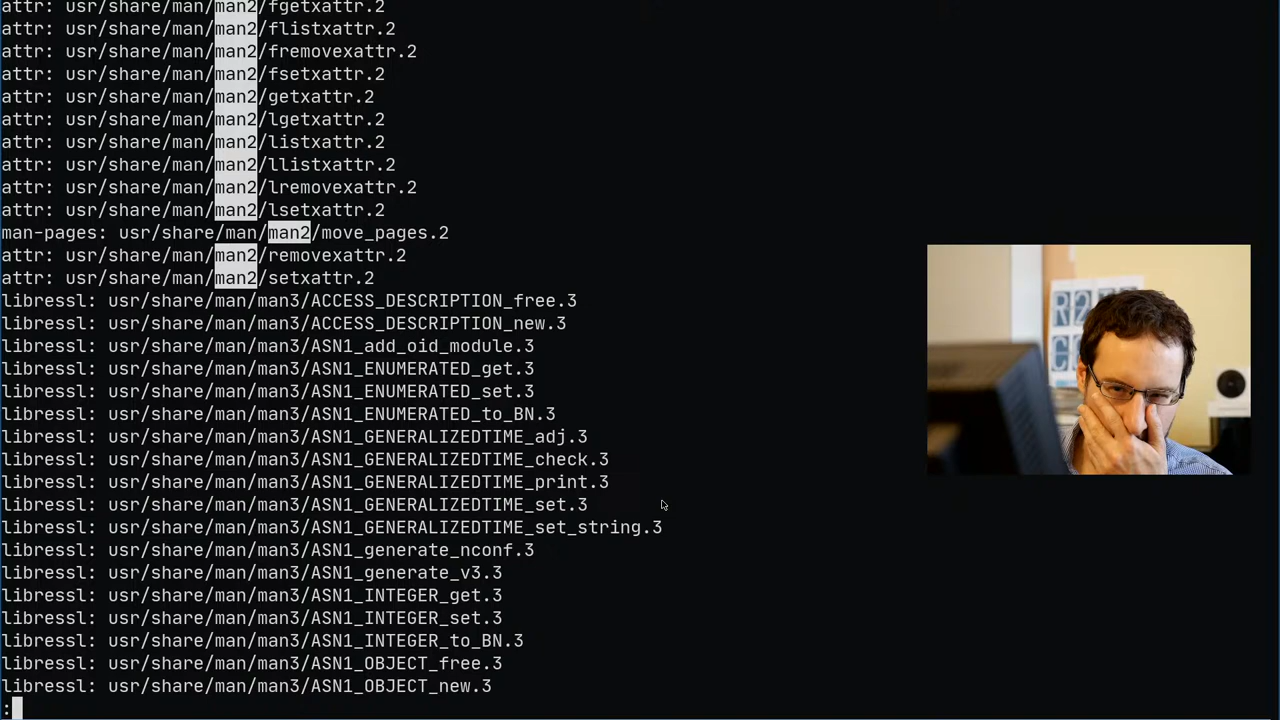 attr: usr/share/man/man2/fgetxattr.2
attr: usr/share/man/man2/flistxattr.2
attr: usr/share/man/man2/fremovexattr.2
attr: usr/share/man/man2/fsetxattr.2
attr: usr/share/man/man2/getxattr.2
attr: usr/share/man/man2/lgetxattr.2
attr: usr/share/man/man2/listxattr.2
attr: usr/share/man/man2/llistxattr.2
attr: usr/share/man/man2/lremovexattr.2
attr: usr/share/man/man2/lsetxattr.2
man-pages: usr/share/man/man2/move_pages.2
attr: usr/share/man/man2/removexattr.2
attr: usr/share/man/man2/setxattr.2
libressl: usr/share/man/man3/ACCESS_DESCRIPTION_free.3
libressl: usr/share/man/man3/ACCESS_DESCRIPTION_new.3
libressl: usr/share/man/man3/ASN1_add_oid_module.3
libressl: usr/share/man/man3/ASN1_ENUMERATED_get.3
libressl: usr/share/man/man3/ASN1_ENUMERATED_set.3
libressl: usr/share/man/man3/ASN1_ENUMERATED_to_BN.3
libressl: usr/share/man/man3/ASN1_GENERALIZEDTIME_adj.3
libressl: usr/share/man/man3/ASN1_GENERALIZEDTIME_check.3
libressl: usr/share/man/man3/ASN1_GENERALIZEDTIME_print.3
libressl: usr/share/man/man3/ASN1_GENERALIZEDTIME_set.3
libressl: usr/share/man/man3/ASN1_GENERALIZEDTIME_set_string.3
libressl: usr/share/man/man3/ASN1_generate_nconf.3
libressl: usr/share/man/man3/ASN1_generate_v3.3
libressl: usr/share/man/man3/ASN1_INTEGER_get.3
libressl: usr/share/man/man3/ASN1_INTEGER_set.3
libressl: usr/share/man/man3/ASN1_INTEGER_to_BN.3
libressl: usr/share/man/man3/ASN1_OBJECT_free.3
libressl: usr/share/man/man3/ASN1_OBJECT_new.3
: